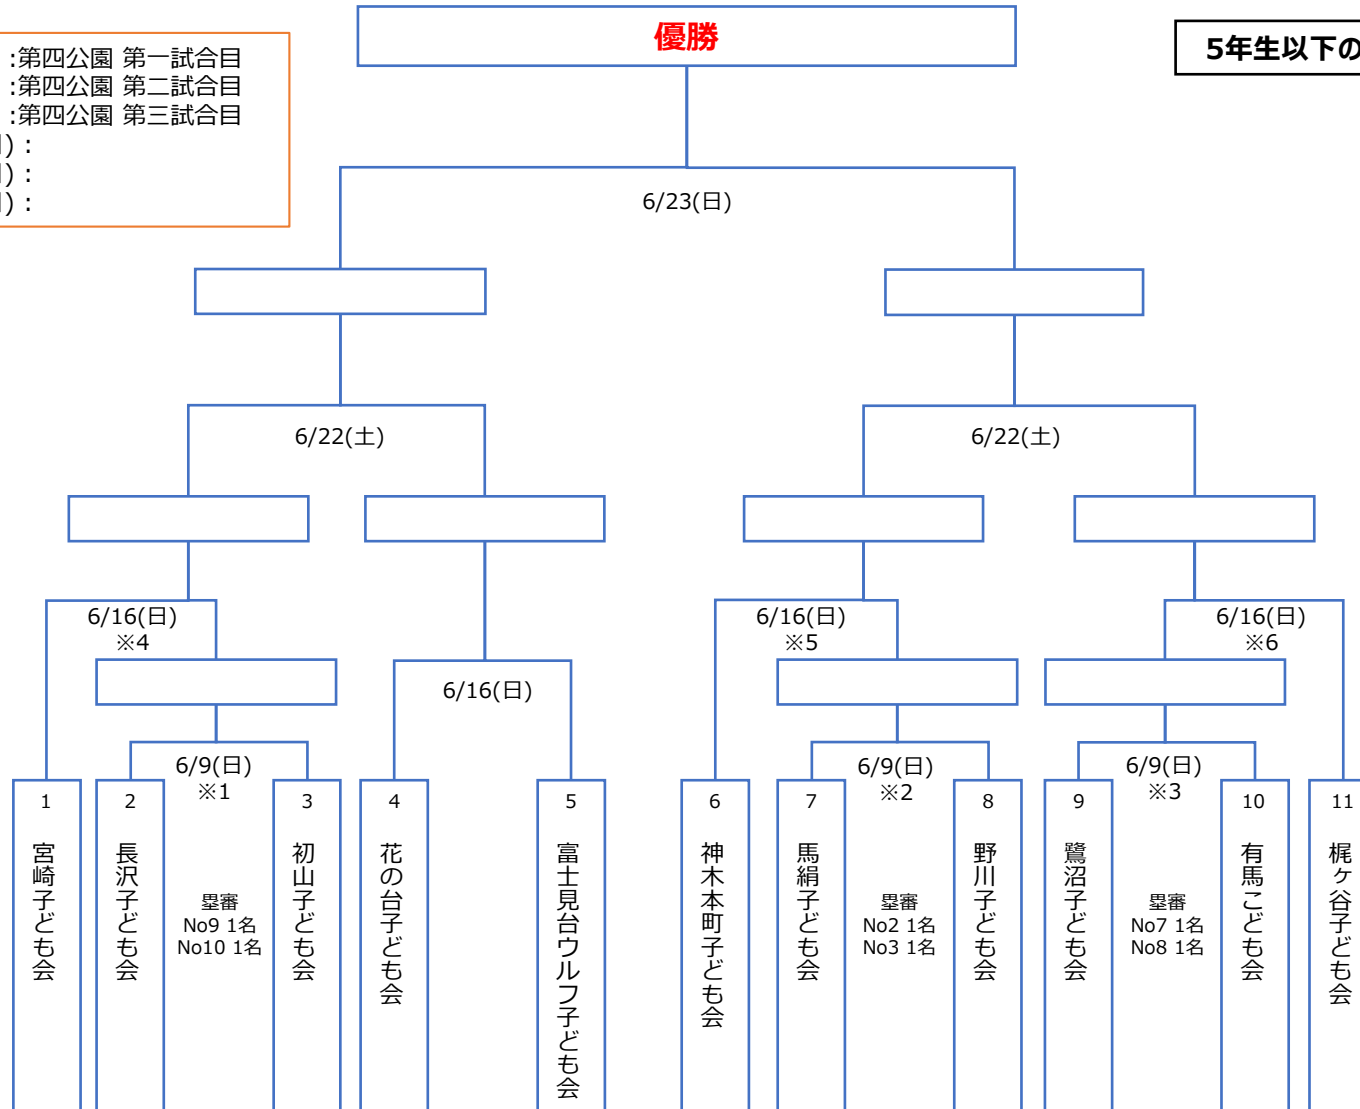 優勝
:第四公園 第一試合目
:第四公園 第二試合目
:第四公園 第三試合目
) :
) :
) :
5年生以下の
6/23(日)
6/22(土)
6/22(土)
6/16(日)
※4
6/16(日)
6/16(日)
※5
6/16(日)
※6
6/9(日)
※1
6/9(日)
※2
6/9(日)
※3
1
宮崎子ども会
2
長沢子ども会
塁審
No9 1名
No10 1名
3
初山子ども会
4
花の台子ども会
5
富士見台ウルフ子ども会
6
神木本町子ども会
7
馬絹子ども会
塁審
No2 1名
No3 1名
8
野川子ども会
9
鷺沼子ども会
塁審
No7 1名
No8 1名
10
有馬こども会
11
梶ヶ谷子ども会